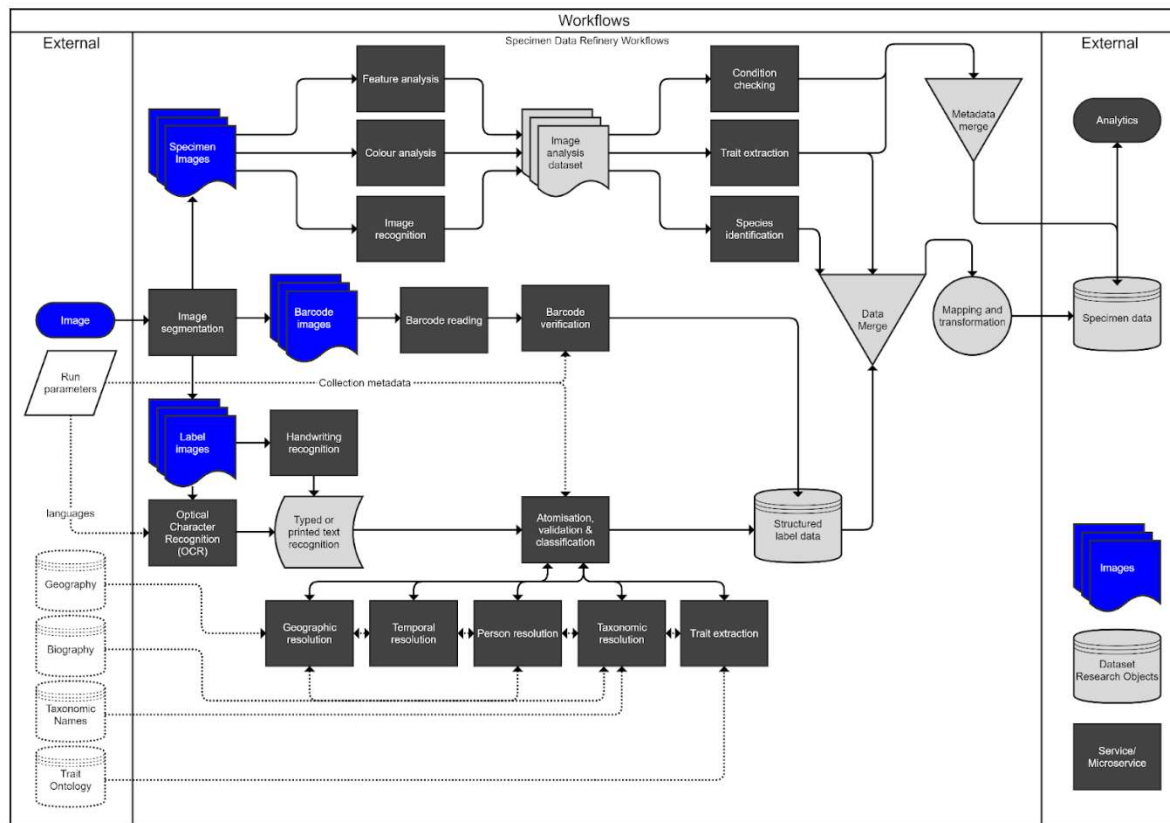 Workflows
External
Specimen Data Refinery Workflows
External
Feature analysis
Condition
checking
Metadata
merge
Analytics
Specimen
Images
Colour analysis
Image
analysis
dataset
Trait extraction
Image
recognition
Species
identification
Image
Image
segmentation
Barcode
images
Barcode reading
Barcode
verification
Data
Merge
Mapping and
transformation
Specimen data
Run
parameters
Collection metadata
Label
images
Handwriting
recognition
languages
Optical
Character
Recognition
(OCR)
Typed or
printed text
recognition
Atomisation,
validation &
classification
Structured
label data
Images
Geography
Geographic
resolution
Temporal
resolution
Person resolution
Taxonomic
resolution
Trait extraction
Biography
Dataset
Research Objects
Taxonomic
Names
Trait
Ontology
Service/
Microservice